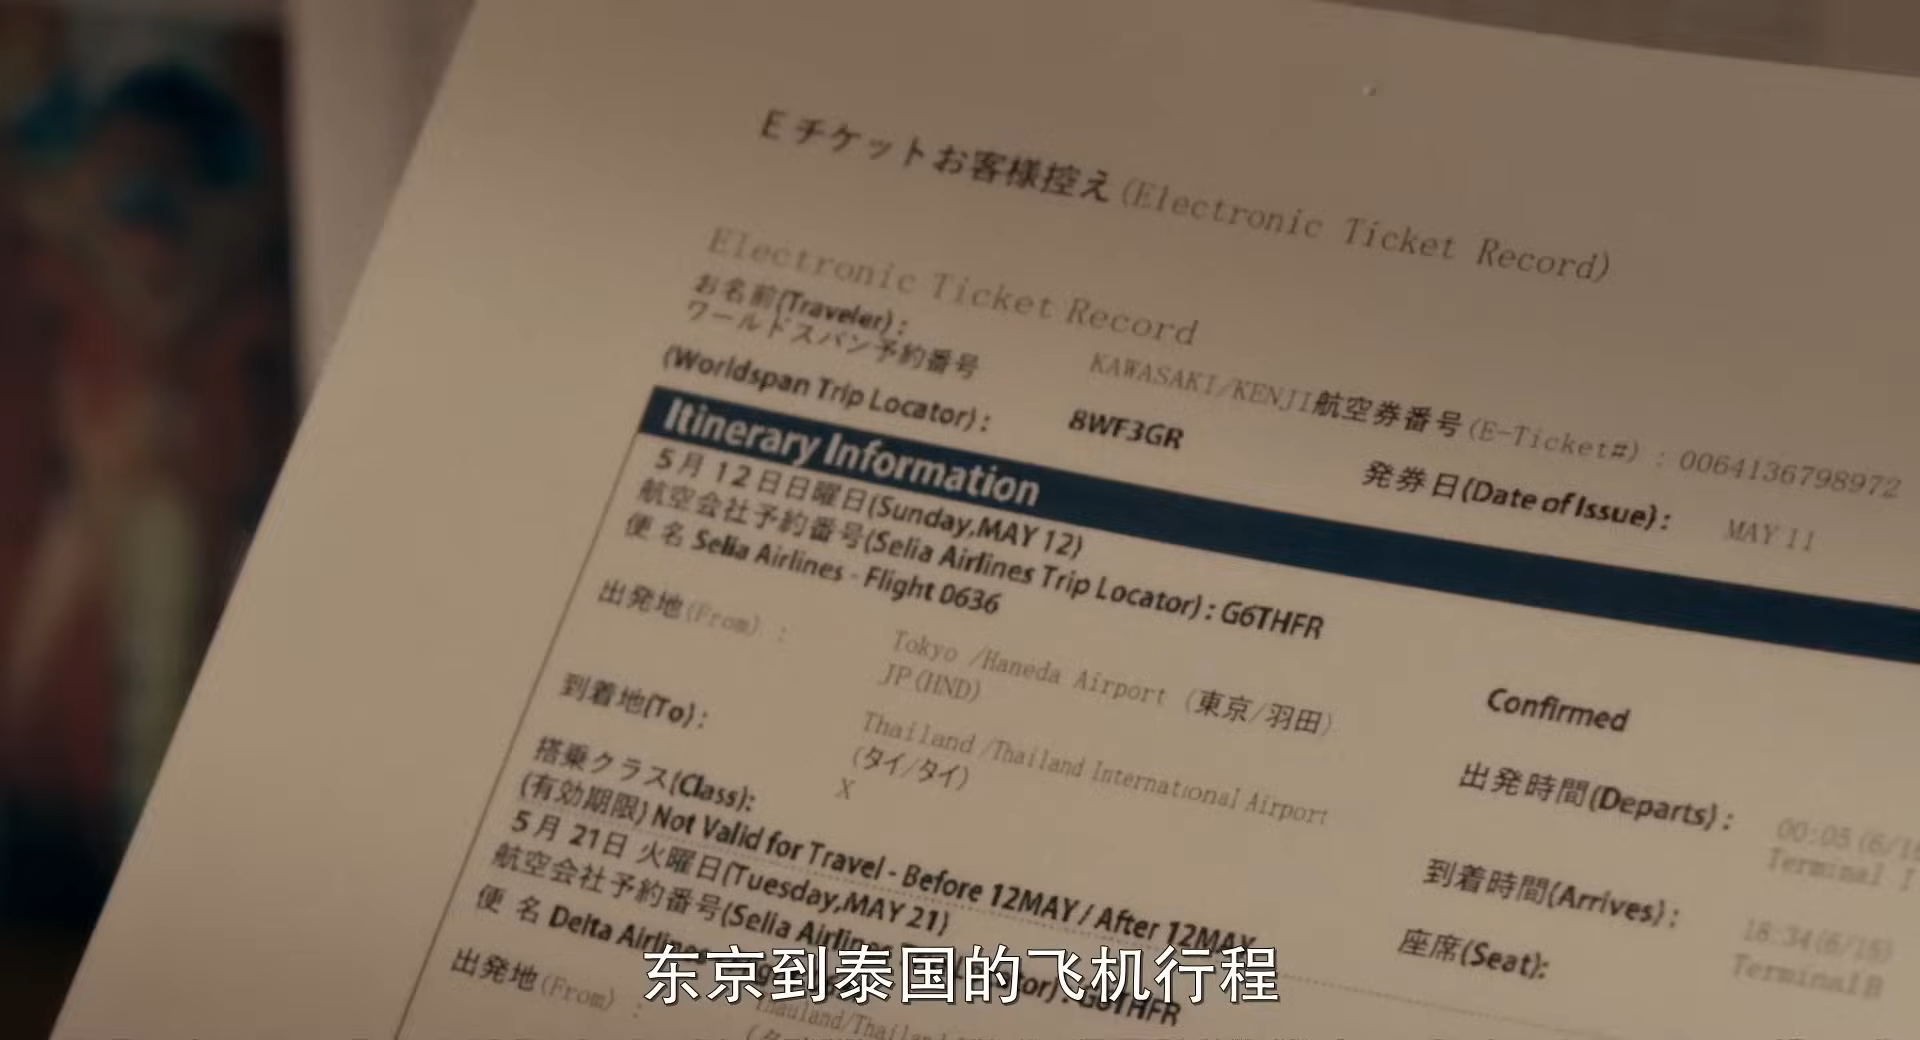 Eチケットお客様控え(Electronic Ticket Record)
Electronic Ticket Record
お名前(Traveler):
ワールドスパン予約番号
KAWASAKI/KENJI航空券番号(E-Ticket#) : 0064136798972
(Worldspan Trip Locator): 8WF3GR
発券日(Date of Issue): MAY 11
Itinerary Information
5月12日日曜日(Sunday,MAY 12)
航空会社予約番号(Selia Airlines Trip Locator) : G6THFR
便 名 Selia Airlines - Flight 0636
Confirmed
出発地(From) : Tokyo /Haneda Airport (東京/羽田)
JP(HND)
出発時間(Departs):
00:05
Terminal
到着地(To): Thailand/Thailand International Airport
(タイ/タイ)
到着時間(Arrives):
18:34
Terminal
搭乗クラス(Class): X
座席(Seat):
(有効期限) Not Valid for Travel - Before 12MAY / After 12MAY
5月 21日 火曜日(Tuesday,MAY 21)
航空会社予約番号(Selia Airlines
便 名 Delta Airlines
出発地(From) :
东京到泰国的飞机行程